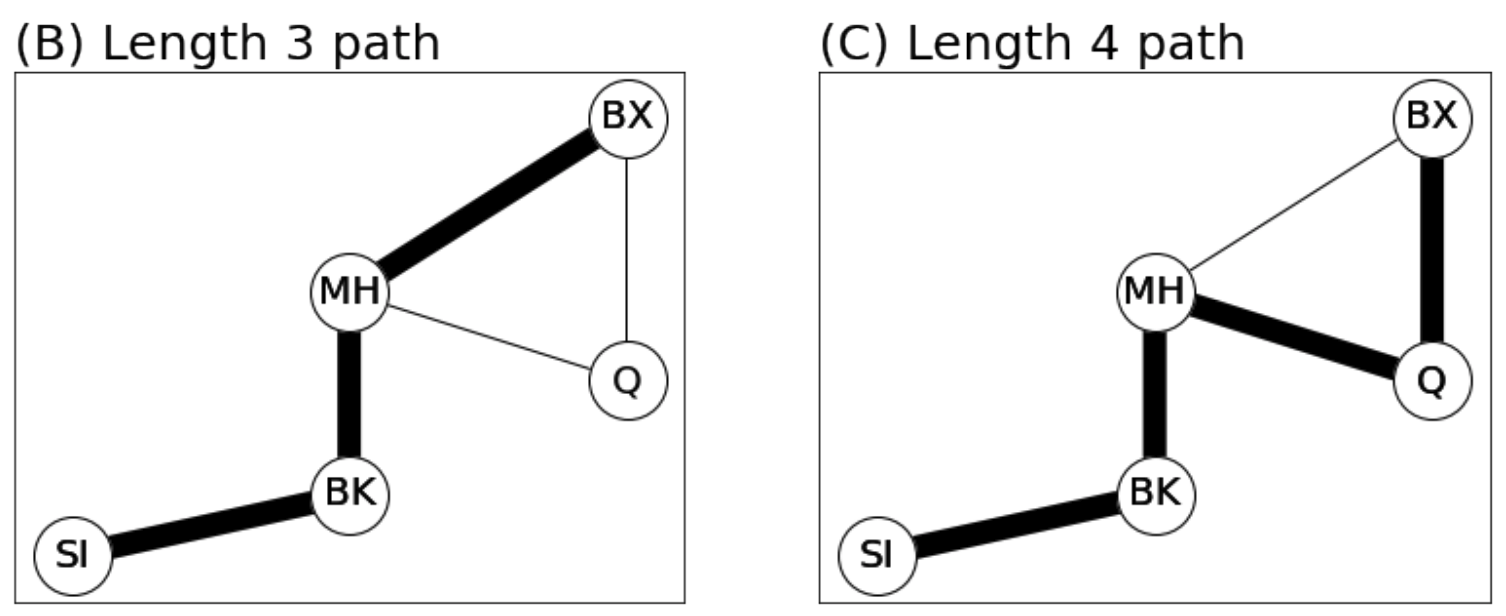 (B) Length 3 path
BX
MH
Q
BK
SI
(C) Length 4 path
BX
MH
Q
BK
SI